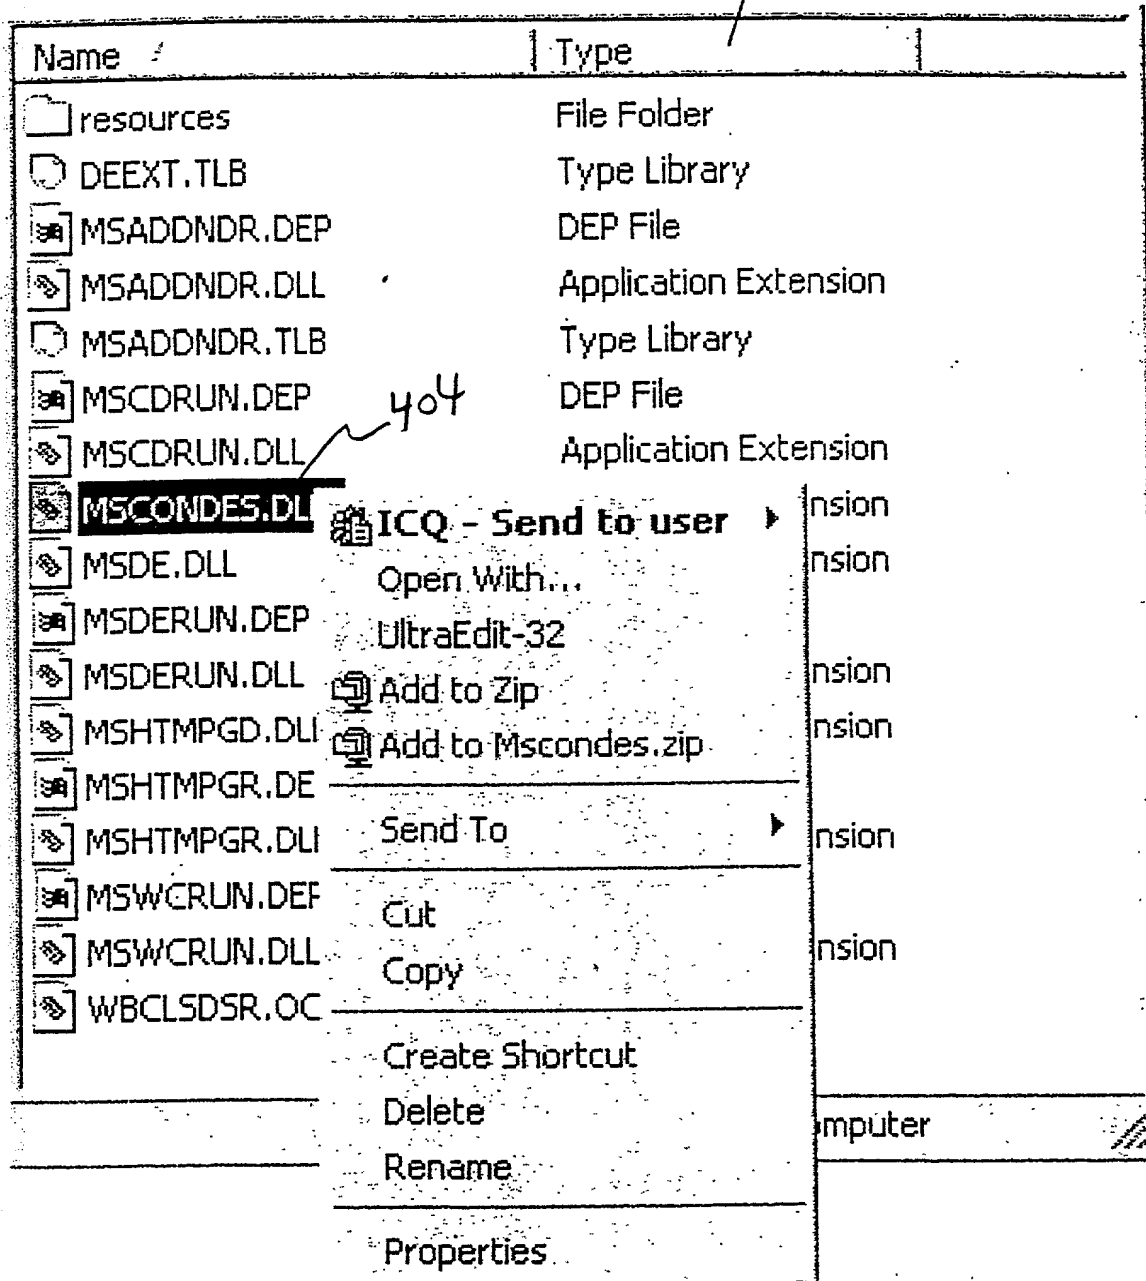 Name Type
resources File Folder
DEEXT.TLB Type Library
MSADDNDR.DEP DEP File
MSADDNDR.DLL Application Extension
MSADDNDR.TLB Type Library
MSCDRUN.DEP DEP File
404
MSCDRUN.DLL Application Extension
MSCONDES.DL nsion
ICQ - Send to user
MSDE.DLL nsion
Open With...
MSDERUN.DEP
UltraEdit-32
MSDERUN.DLL nsion
Add to Zip
MSHTMPGD.DLL nsion
Add to Mscondes.zip
MSHTMPGR.DE
Send To
MSHTMPGR.DLL nsion
MSWCRUN.DEP
Cut
MSWCRUN.DLL nsion
Copy
WBCLSDSR.OC
Create Shortcut
Delete
omputer
Rename
Properties